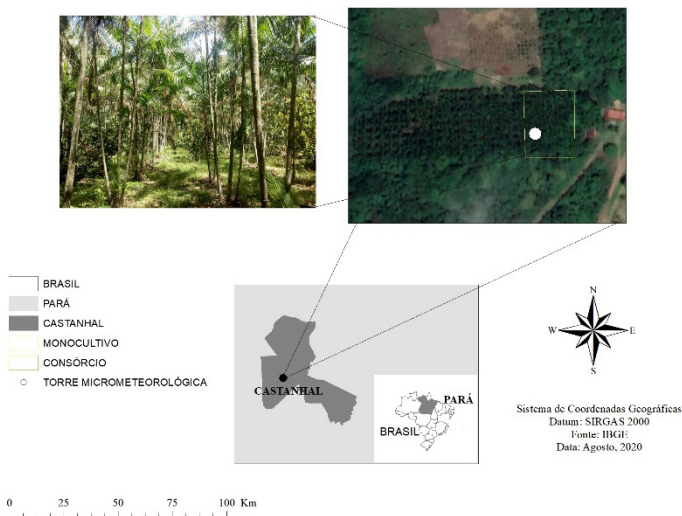 BRASIL
PARÁ
CASTANHAL
MONOCULTIVO
CONSÓRCIO
TORRE MICROMETEOROLÓGICA
CASTANHAL
PARÁ
BRASIL
N
W E
S
Sistema de Coordenadas Geográficas
Datum: SIRGAS 2000
Fonte: IBGE
Data: Agosto, 2020
0 25 50 75 100 Km